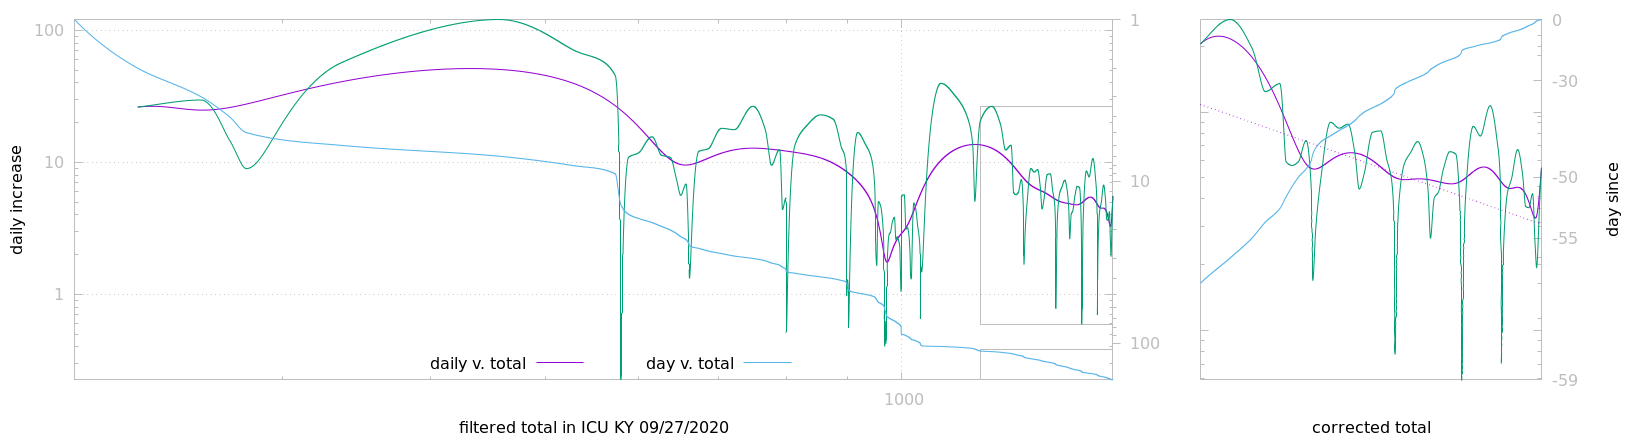 100
10
1
daily increase
daily v. total
day v. total
1000
filtered total in ICU KY 09/27/2020
1
10
100
0
-30
-50
-55
-59
day since
corrected total